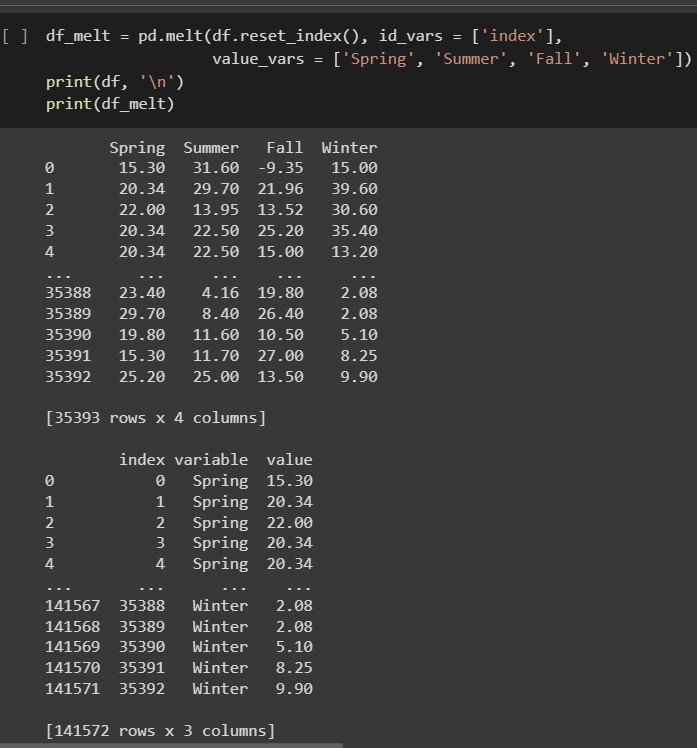 [ ] df_melt = pd.melt(df.reset_index(), id_vars = ['index'],
value_vars = ['Spring', 'Summer', 'Fall', 'Winter'])
print(df, '\n')
print(df_melt)
Spring Summer Fall Winter
0 15.30 31.60 -9.35 15.00
1 20.34 29.70 21.96 39.60
2 22.00 13.95 13.52 30.60
3 20.34 22.50 25.20 35.40
4 20.34 22.50 15.00 13.20
... ... ... ... ...
35388 23.40 4.16 19.80 2.08
35389 29.70 8.40 26.40 2.08
35390 19.80 11.60 10.50 5.10
35391 15.30 11.70 27.00 8.25
35392 25.20 25.00 13.50 9.90
[35393 rows x 4 columns]
index variable value
0 0 Spring 15.30
1 1 Spring 20.34
2 2 Spring 22.00
3 3 Spring 20.34
4 4 Spring 20.34
... ... ... ...
141567 35388 Winter 2.08
141568 35389 Winter 2.08
141569 35390 Winter 5.10
141570 35391 Winter 8.25
141571 35392 Winter 9.90
[141572 rows x 3 columns]